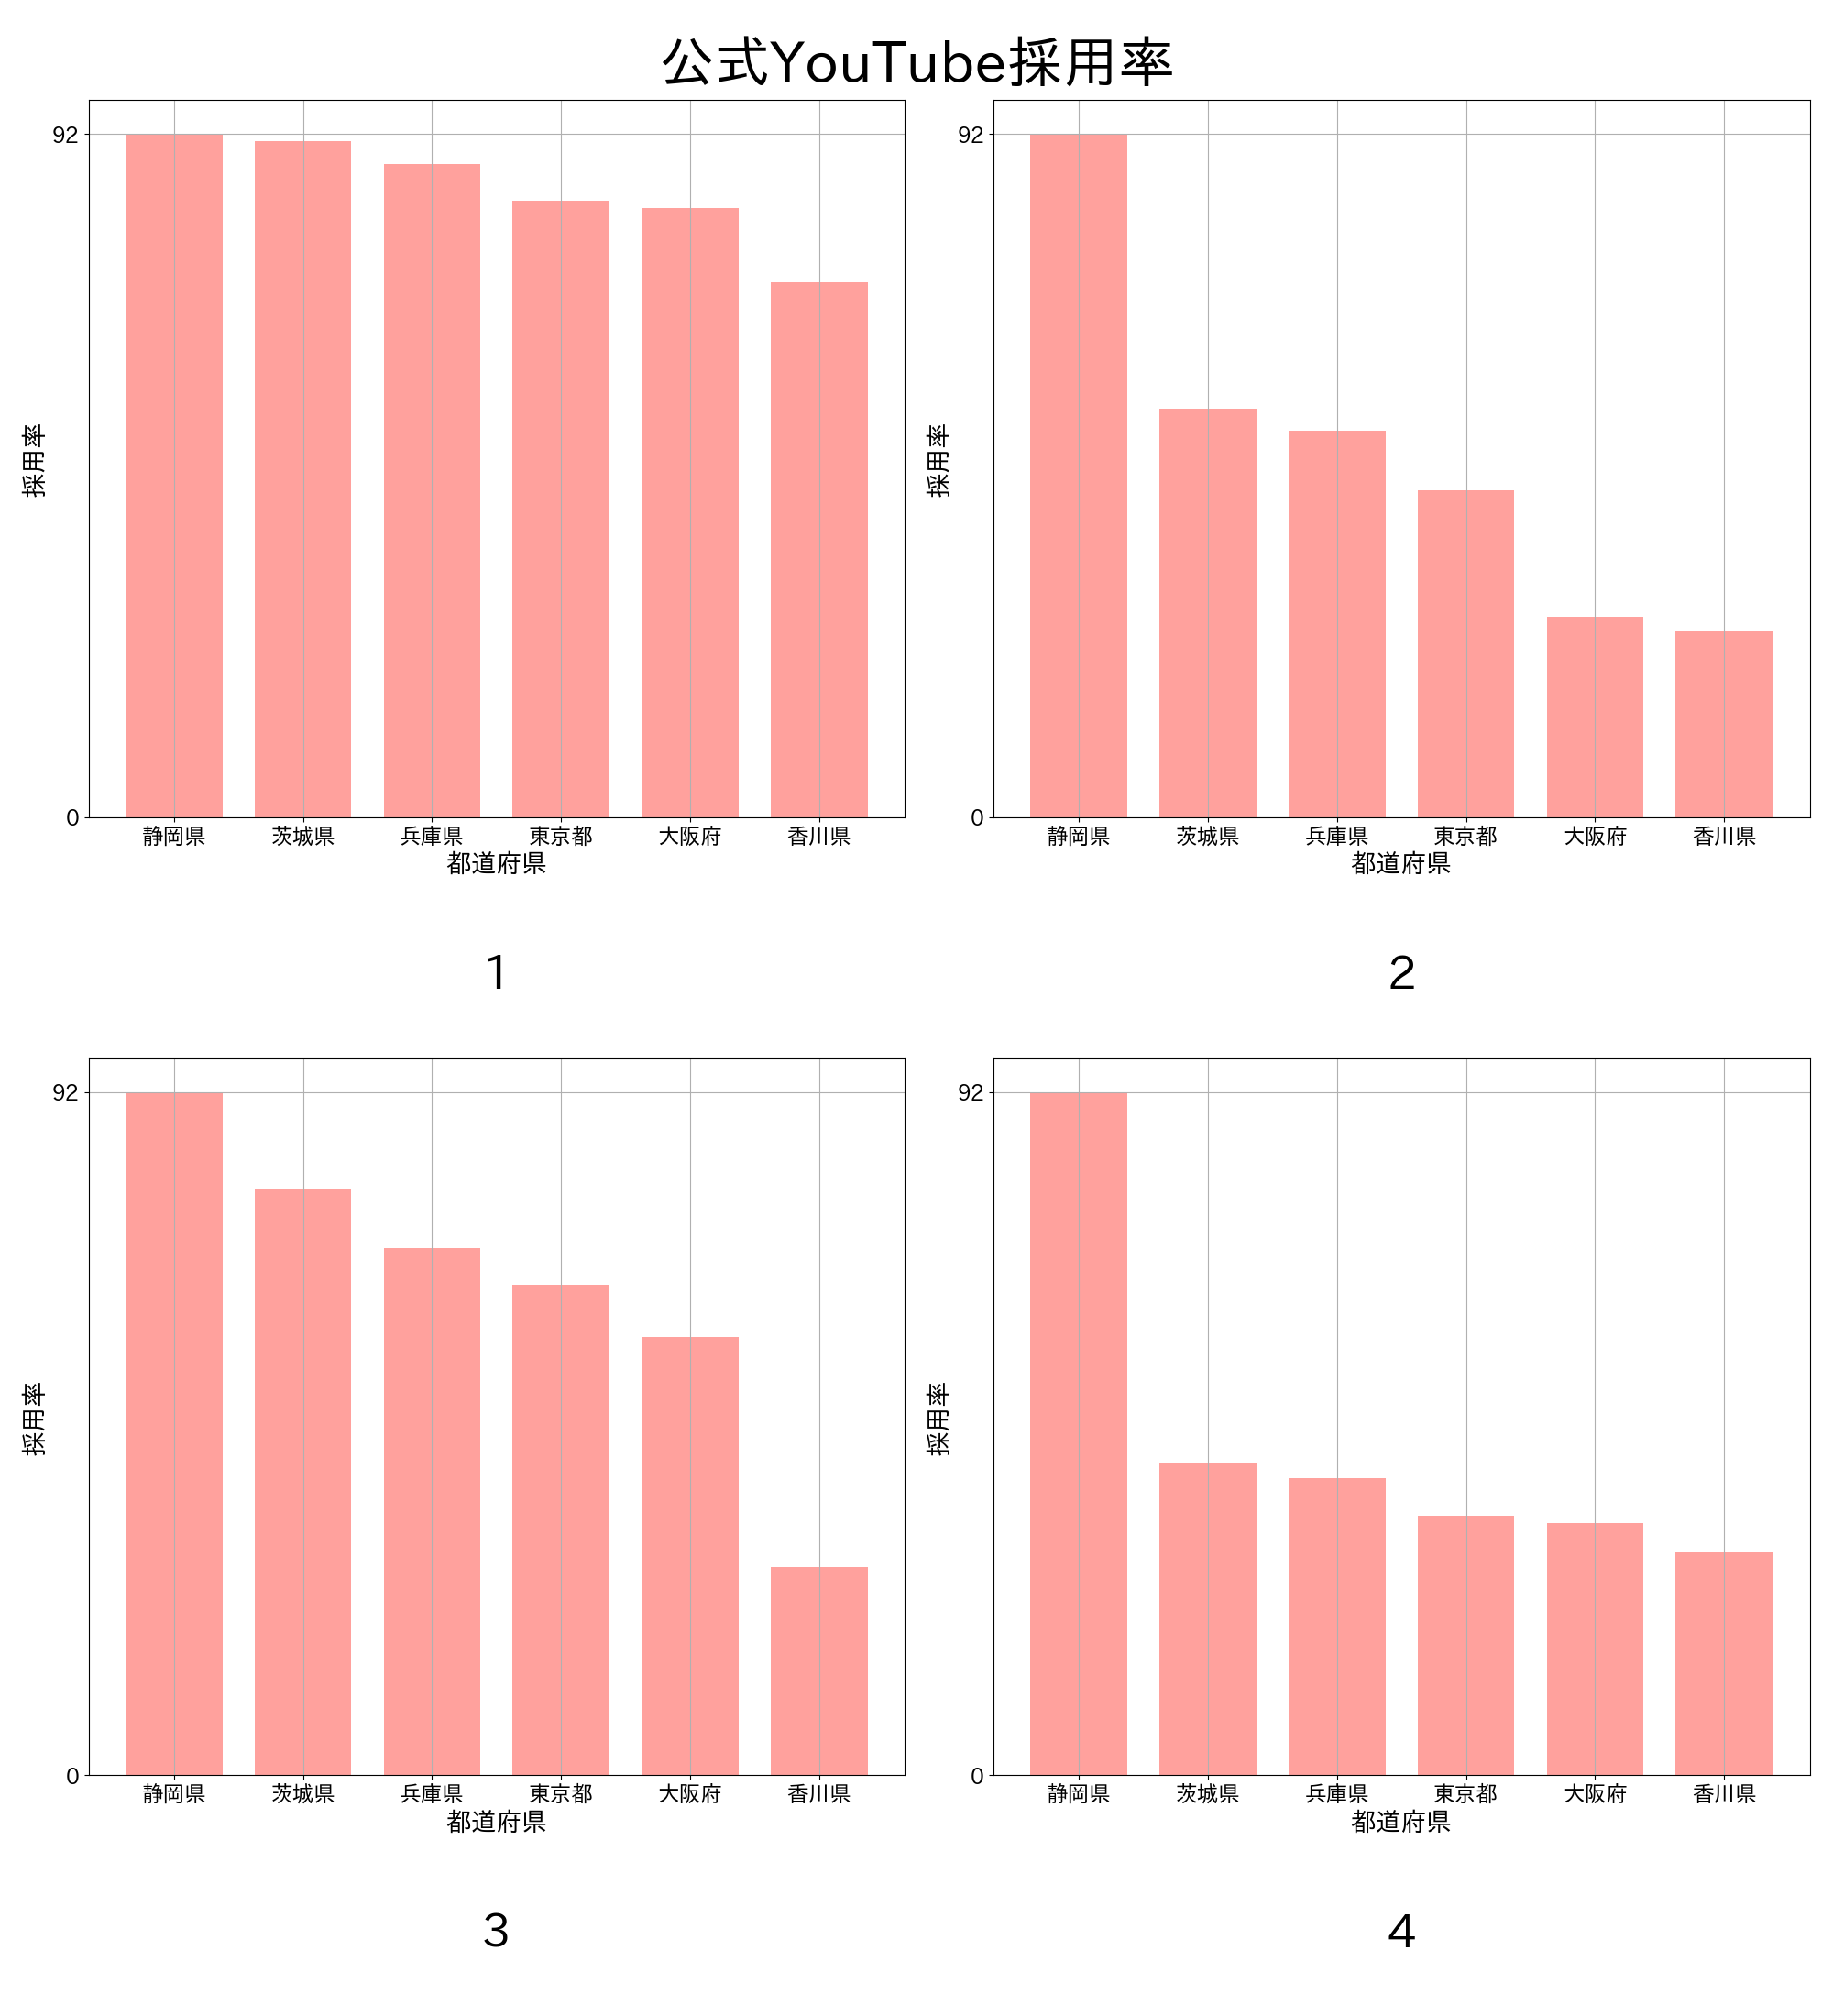 公式YouTube採用率
92
0
採用率
静岡県 茨城県 兵庫県 東京都 大阪府 香川県
都道府県
1
92
0
採用率
静岡県 茨城県 兵庫県 東京都 大阪府 香川県
都道府県
2
92
0
採用率
静岡県 茨城県 兵庫県 東京都 大阪府 香川県
都道府県
3
92
0
採用率
静岡県 茨城県 兵庫県 東京都 大阪府 香川県
都道府県
4